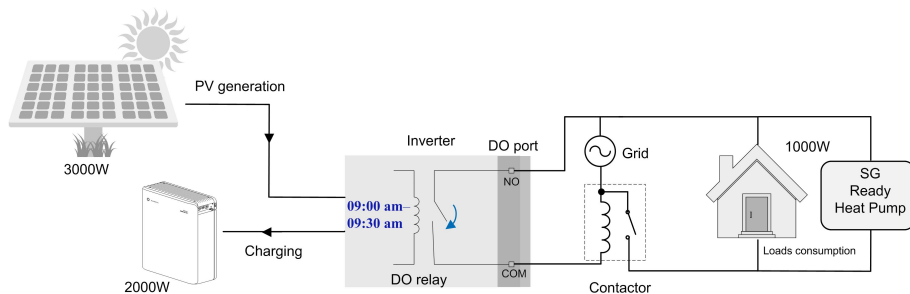 PV generation
3000W
Inverter
DO port
Grid
1000W
SG
Ready
Heat Pump
NO
09:00 am
09:30 am
Charging
Loads consumption
COM
DO relay
2000W
Contactor